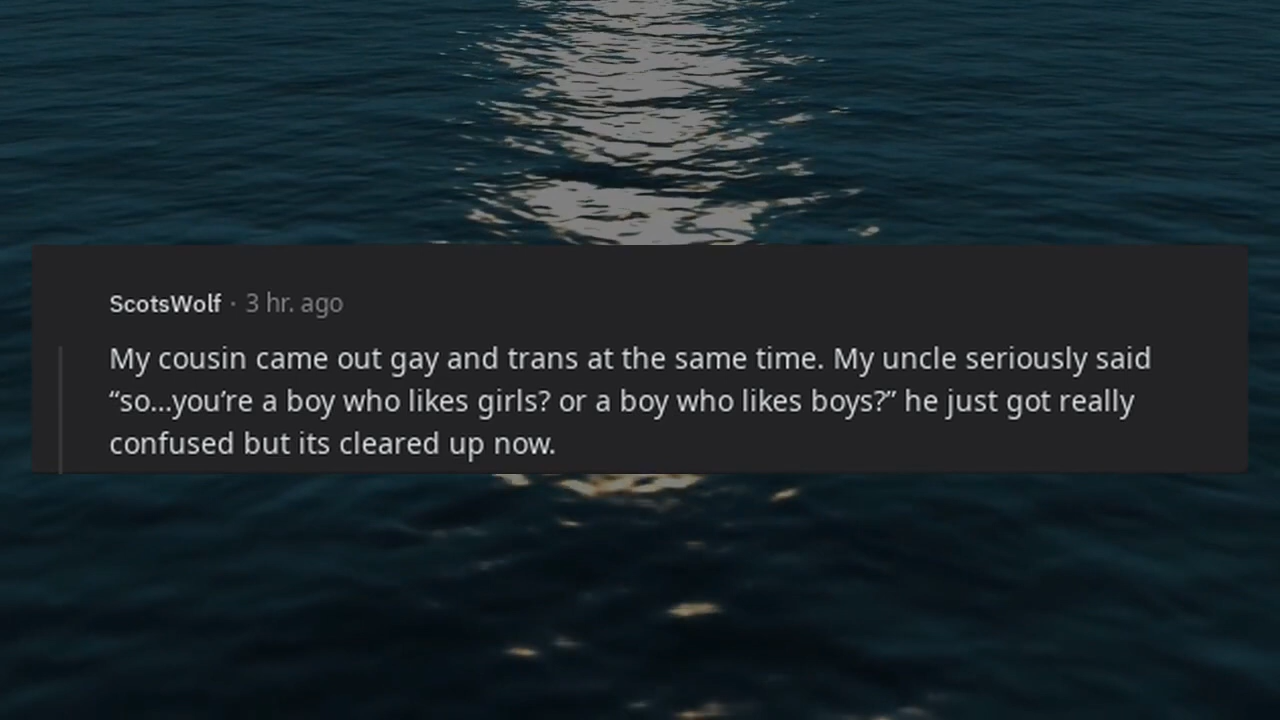 ScotsWolf · 3 hr. ago
My cousin came out gay and trans at the same time. My uncle seriously said
“so...you’re a boy who likes girls? or a boy who likes boys?” he just got really
confused but its cleared up now.